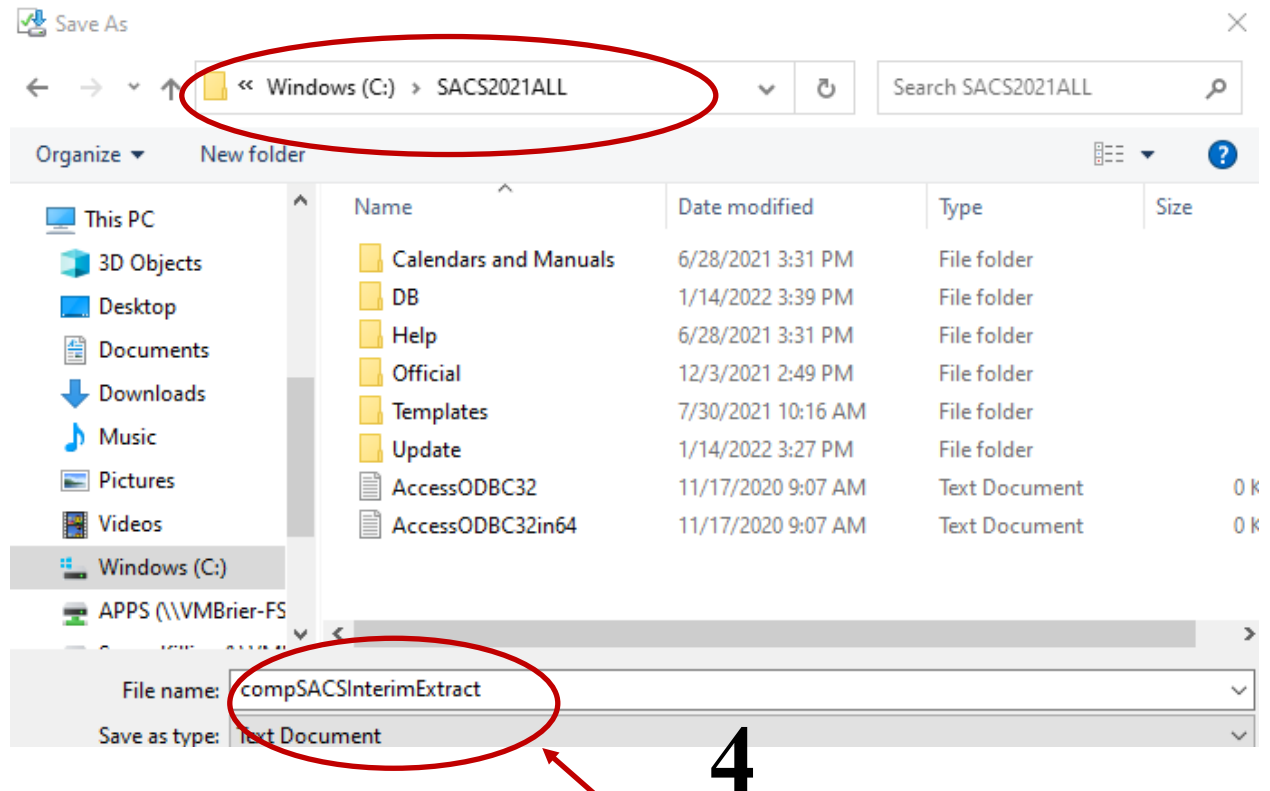 Save As
« Windows (C:) > SACS2021ALL
Search SACS2021ALL
Organize
New folder
?
Name Date modified Type Size
This PC
3D Objects
Desktop
Documents
Downloads
Music
Pictures
Videos
Windows (C:)
APPS (\\VMBrier-FS
Calendars and Manuals 6/28/2021 3:31 PM File folder
DB 1/14/2022 3:39 PM File folder
Help 6/28/2021 3:31 PM File folder
Official 12/3/2021 2:49 PM File folder
Templates 7/30/2021 10:16 AM File folder
Update 1/14/2022 3:27 PM File folder
AccessODBC32 11/17/2020 9:07 AM Text Document 0 K
AccessODBC32in64 11/17/2020 9:07 AM Text Document 0 K
File name: compSACSInterimExtract
Save as type: Text Document
4